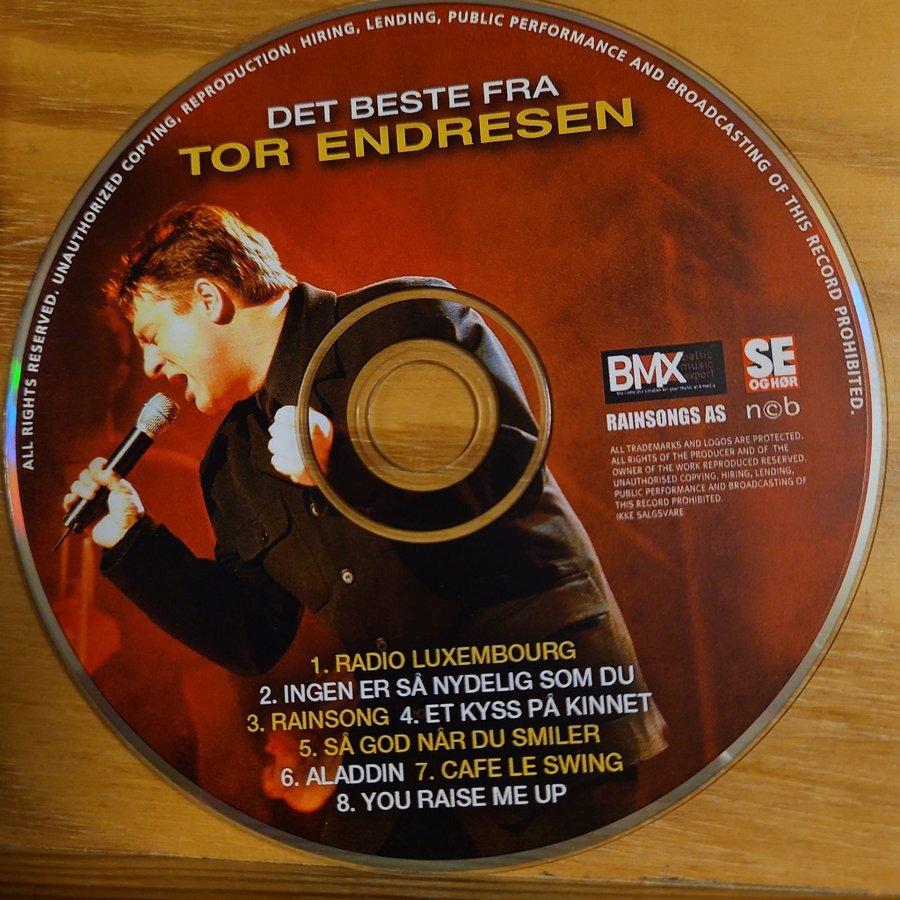 ALL RIGHTS RESERVED. UNAUTHORIZED COPYING, REPRODUCTION, HIRING, LENDING, PUBLIC PERFORMANCE AND BROADCASTING OF THIS RECORD PROHIBITED.
DET BESTE FRA
TOR ENDRESEN
BMX baltic music export
SE
OG HØR
RAINSONGS AS n©b
ALL TRADEMARKS AND LOGOS ARE PROTECTED.
ALL RIGHTS OF THE PRODUCER AND OF THE
OWNER OF THE WORK REPRODUCED RESERVED.
UNAUTHORISED COPYING, HIRING, LENDING,
PUBLIC PERFORMANCE AND BROADCASTING OF
THIS RECORD PROHIBITED.
IKKE SALGSVARE
1. RADIO LUXEMBOURG
2. INGEN ER SÅ NYDELIG SOM DU
3. RAINSONG 4. ET KYSS PÅ KINNET
5. SÅ GOD NÅR DU SMILER
6. ALADDIN 7. CAFE LE SWING
8. YOU RAISE ME UP